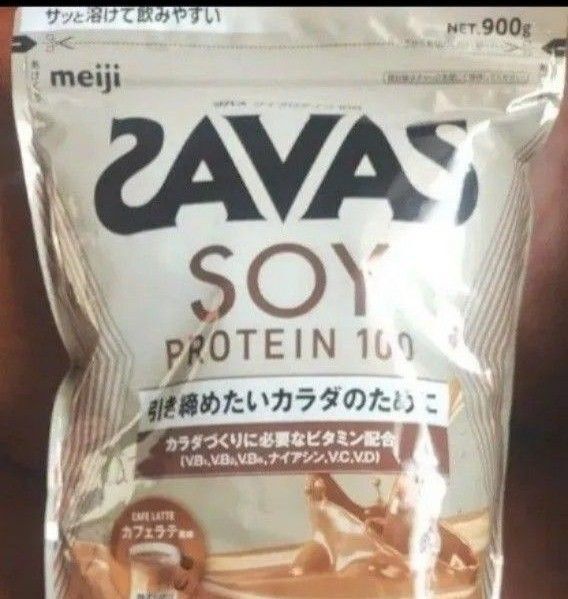 サッと溶けて飲みやすい
NET.900g
meiji
SAVAS
SOY
PROTEIN 100
引き締めたいカラダのために
カラダづくりに必要なビタミン配合
(V.B₁,V.B₂,V.B₆,ナイアシン,V.C,V.D)
CAFE LATTE
カフェラテ風味